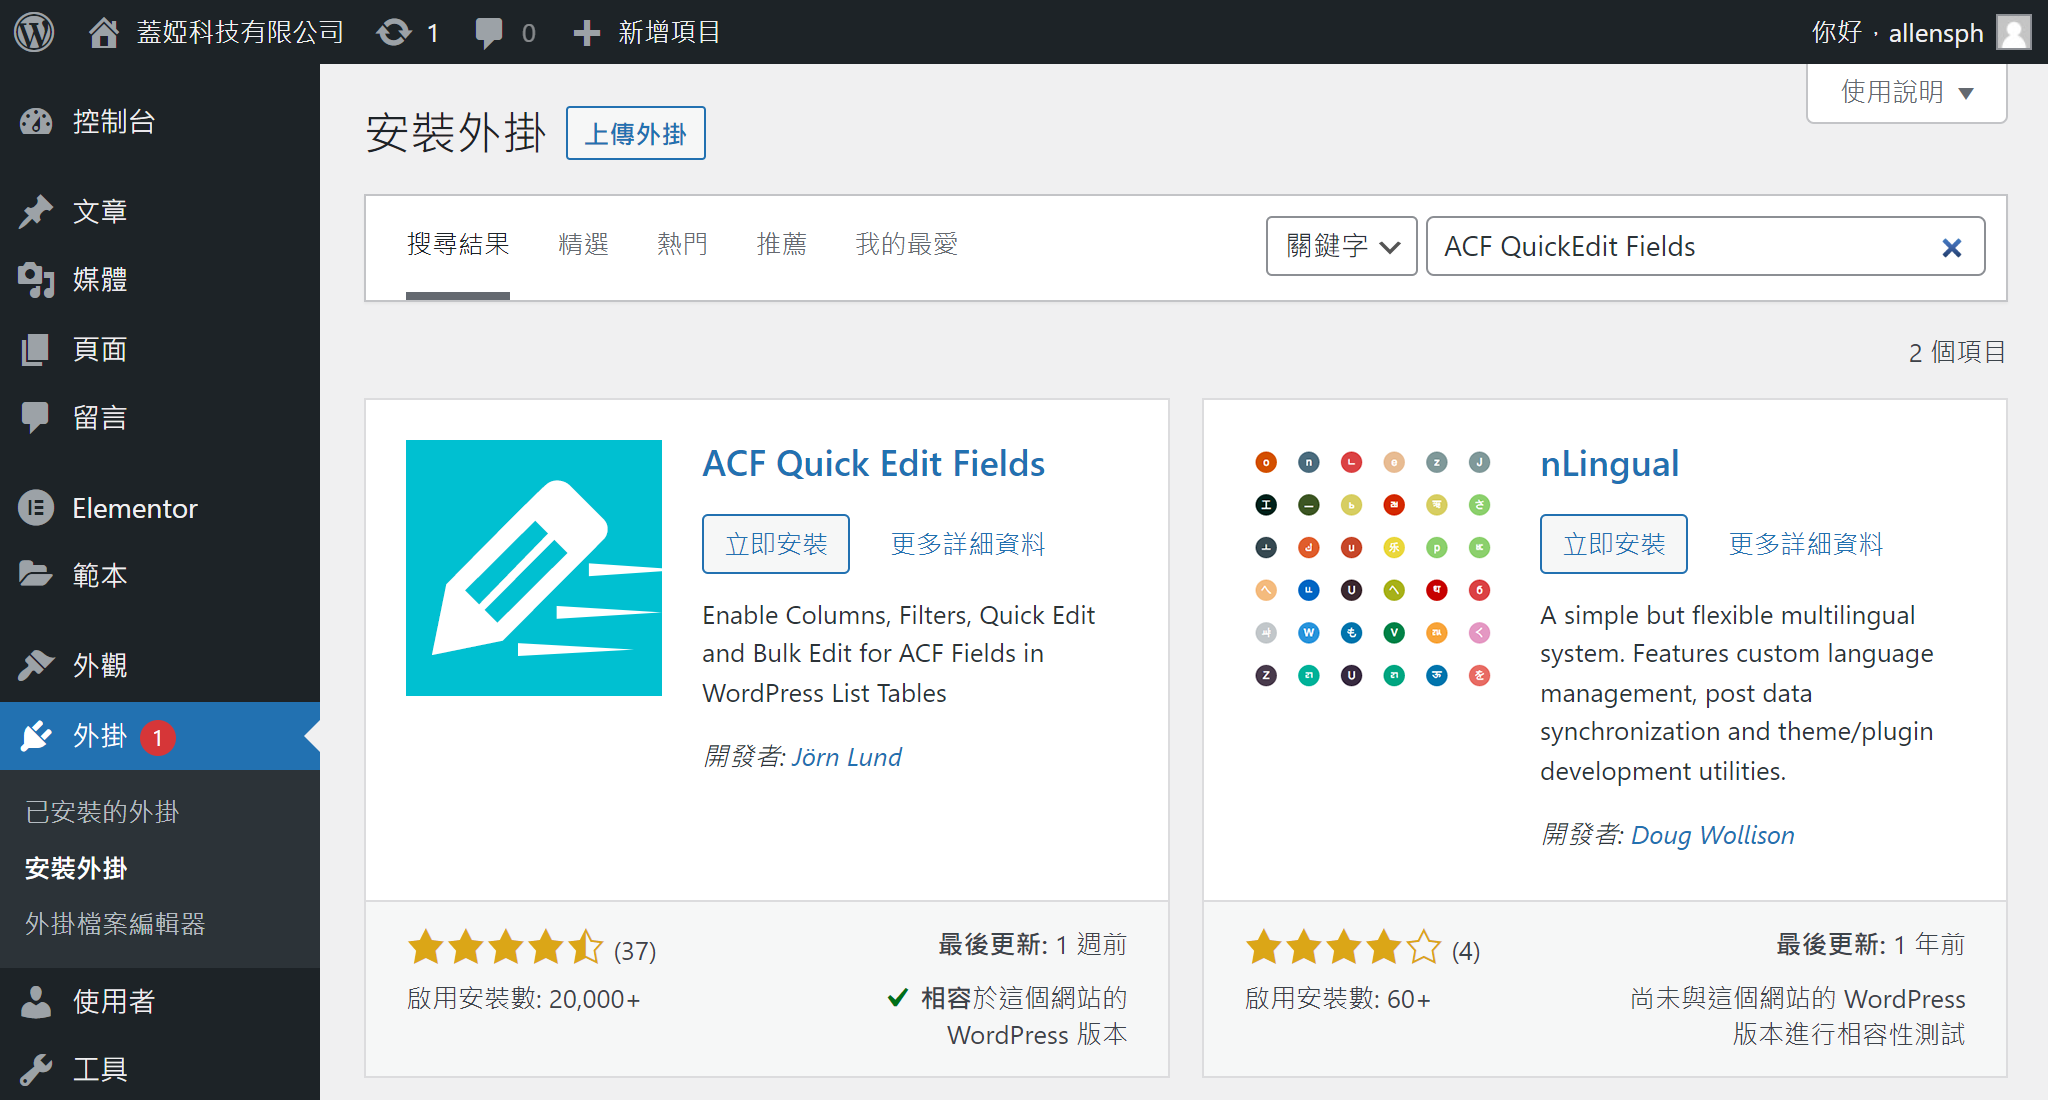 蓋婭科技有限公司
1
0
新增項目
你好，allensph
控制台
文章
媒體
頁面
留言
Elementor
範本
外觀
外掛 1
已安裝的外掛
安裝外掛
外掛檔案編輯器
使用者
工具
使用說明
安裝外掛
上傳外掛
搜尋結果
精選
熱門
推薦
我的最愛
關鍵字
ACF QuickEdit Fields
2 個項目
ACF Quick Edit Fields
立即安裝
更多詳細資料
Enable Columns, Filters, Quick Edit
and Bulk Edit for ACF Fields in
WordPress List Tables
開發者: Jörn Lund
(37)
啟用安裝數: 20,000+
最後更新: 1 週前
相容於這個網站的
WordPress 版本
nLingual
立即安裝
更多詳細資料
A simple but flexible multilingual
system. Features custom language
management, post data
synchronization and theme/plugin
development utilities.
開發者: Doug Wollison
(4)
啟用安裝數: 60+
最後更新: 1 年前
尚未與這個網站的 WordPress
版本進行相容性測試